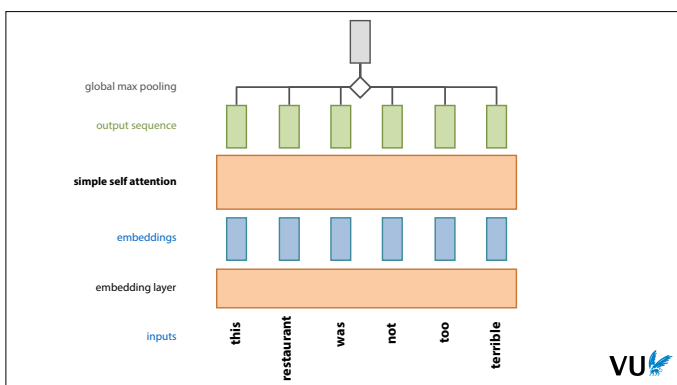 global max pooling
output sequence
simple self attention
embeddings
embedding layer
inputs
this
restaurant
was
not
too
terrible
VU